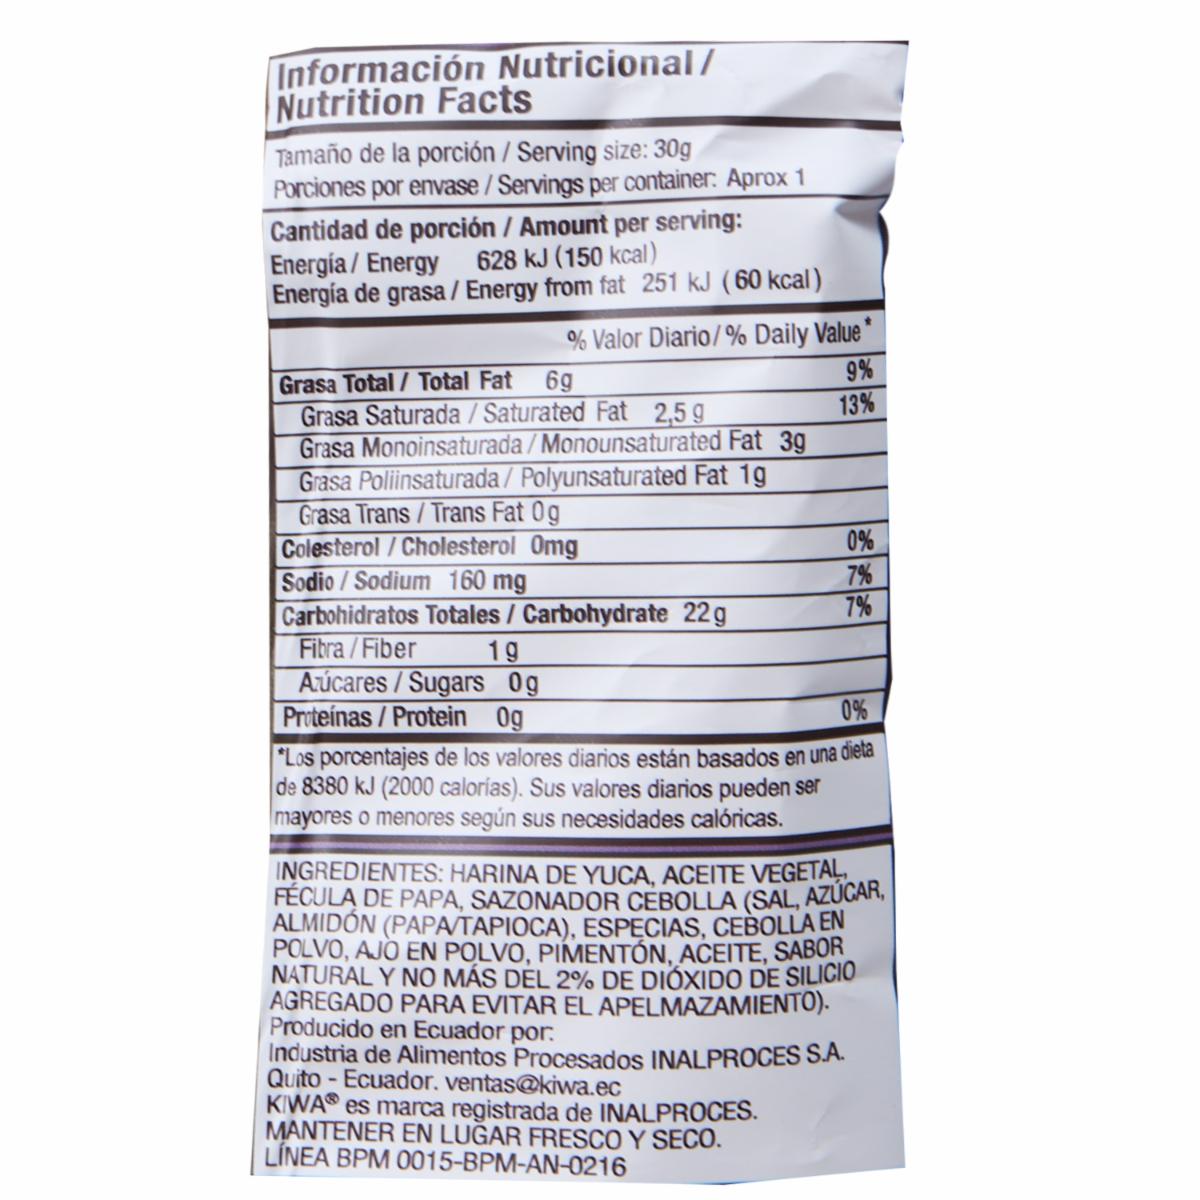 Información Nutricional /
Nutrition Facts
Tamaño de la porción / Serving size: 30g
Porciones por envase / Servings per container: Aprox 1
Cantidad de porción / Amount per serving:
Energía / Energy 628 kJ (150 kcal)
Energía de grasa / Energy from fat 251 kJ (60 kcal)
% Valor Diario / % Daily Value*
Grasa Total / Total Fat 6g 9%
Grasa Saturada / Saturated Fat 2,5 g 13%
Grasa Monoinsaturada / Monounsaturated Fat 3g
Grasa Poliinsaturada / Polyunsaturated Fat 1g
Grasa Trans / Trans Fat 0g
Colesterol / Cholesterol 0mg 0%
Sodio / Sodium 160 mg 7%
Carbohidratos Totales / Carbohydrate 22g 7%
Fibra / Fiber 1g
Azúcares / Sugars 0g
Proteínas / Protein 0g 0%
*Los porcentajes de los valores diarios están basados en una dieta
de 8380 kJ (2000 calorías). Sus valores diarios pueden ser
mayores o menores según sus necesidades calóricas.
INGREDIENTES: HARINA DE YUCA, ACEITE VEGETAL,
FÉCULA DE PAPA, SAZONADOR CEBOLLA (SAL, AZÚCAR,
ALMIDÓN (PAPA/TAPIOCA), ESPECIAS, CEBOLLA EN
POLVO, AJO EN POLVO, PIMENTÓN, ACEITE, SABOR
NATURAL Y NO MÁS DEL 2% DE DIÓXIDO DE SILICIO
AGREGADO PARA EVITAR EL APELMAZAMIENTO).
Producido en Ecuador por:
Industria de Alimentos Procesados INALPROCES S.A.
Quito - Ecuador. ventas@kiwa.ec
KIWA® es marca registrada de INALPROCES.
MANTENER EN LUGAR FRESCO Y SECO.
LÍNEA BPM 0015-BPM-AN-0216